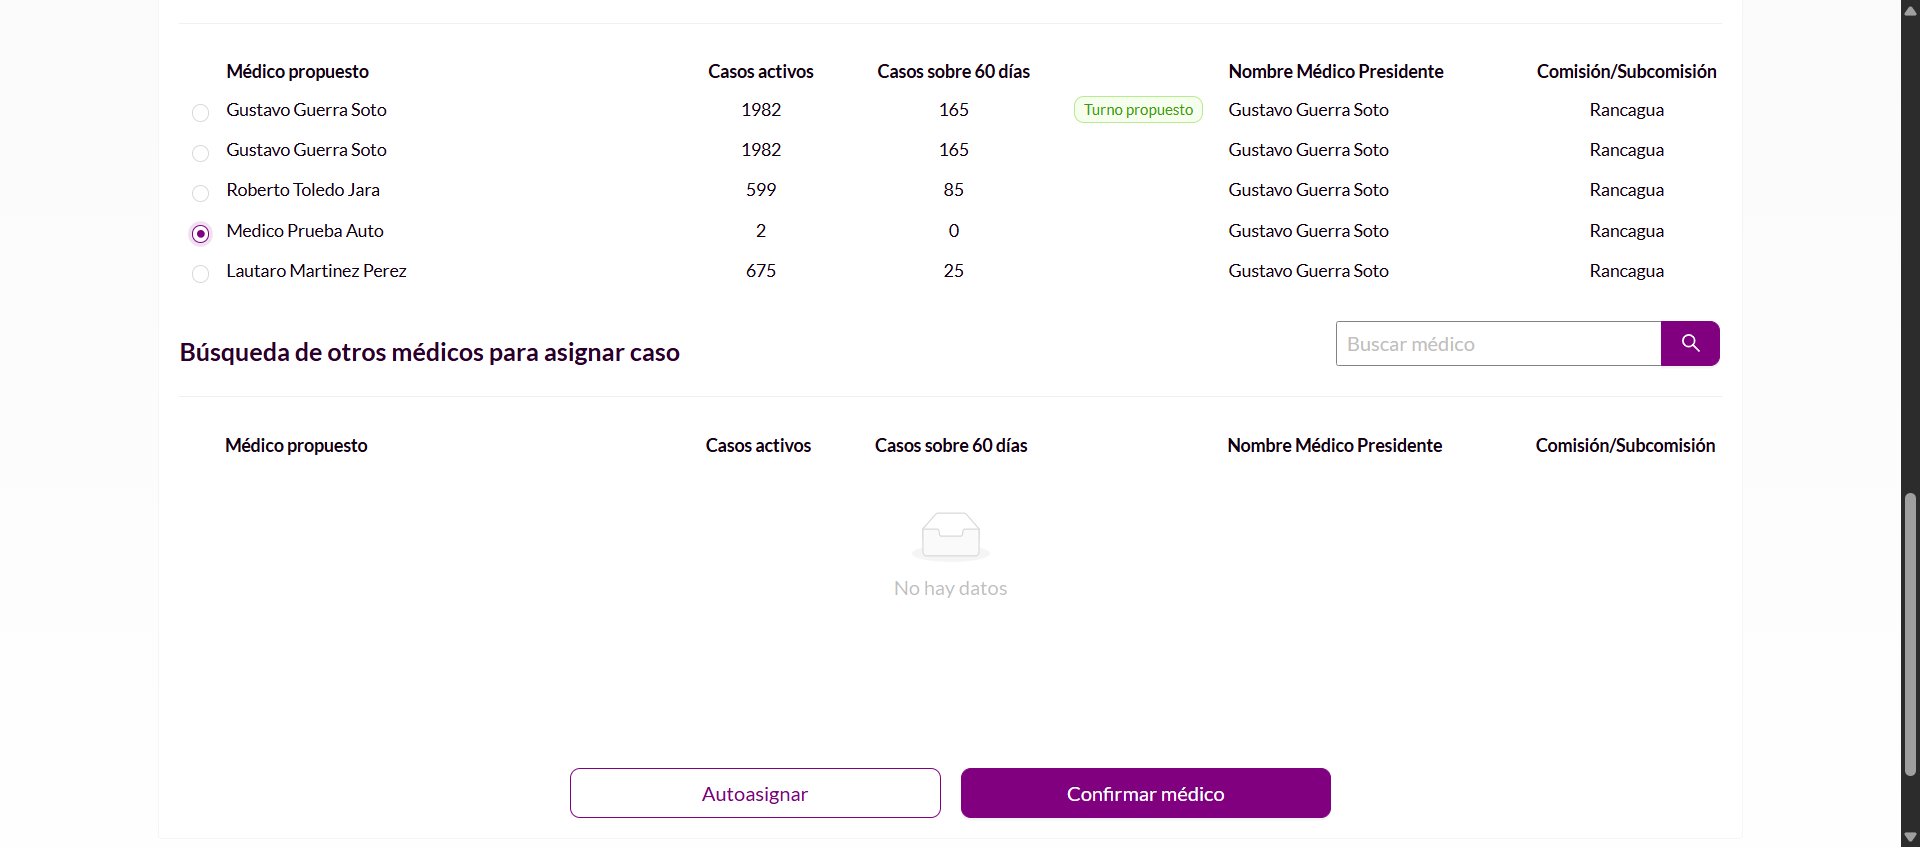 Médico propuesto Casos activos Casos sobre 60 días Nombre Médico Presidente Comisión/Subcomisión
Gustavo Guerra Soto 1982 165 Turno propuesto Gustavo Guerra Soto Rancagua
Gustavo Guerra Soto 1982 165 Gustavo Guerra Soto Rancagua
Roberto Toledo Jara 599 85 Gustavo Guerra Soto Rancagua
Medico Prueba Auto 2 0 Gustavo Guerra Soto Rancagua
Lautaro Martinez Perez 675 25 Gustavo Guerra Soto Rancagua
Búsqueda de otros médicos para asignar caso Buscar médico
Médico propuesto Casos activos Casos sobre 60 días Nombre Médico Presidente Comisión/Subcomisión
No hay datos
Autoasignar Confirmar médico